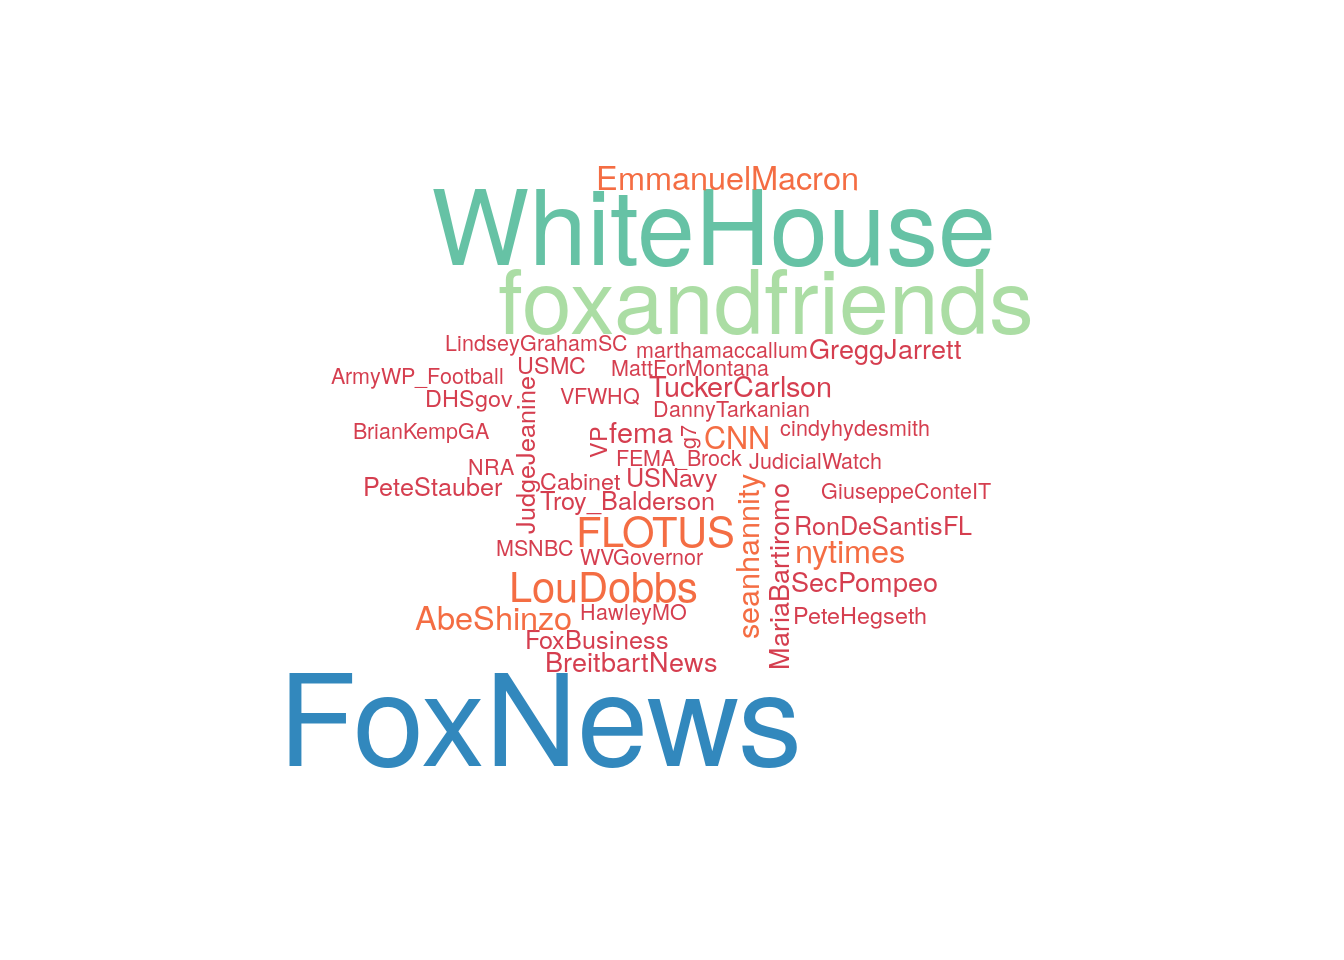 EmmanuelMacron
WhiteHouse
foxandfriends
LindseyGrahamSC
marthamaccallum
GreggJarrett
USMC
MattForMontana
ArmyWP_Football
TuckerCarlson
DHSgov
VFWHQ
DannyTarkanian
JudgeJeanine
BrianKempGA
VP
fema
g7
CNN
cindyhydesmith
NRA
FEMA_Brock
JudicialWatch
PeteStauber
Cabinet
USNavy
GiuseppeConteIT
Troy_Balderson
seanhannity
MariaBartiromo
FLOTUS
RonDeSantisFL
MSNBC
WVGovernor
nytimes
LouDobbs
SecPompeo
AbeShinzo
HawleyMO
PeteHegseth
FoxBusiness
BreitbartNews
FoxNews